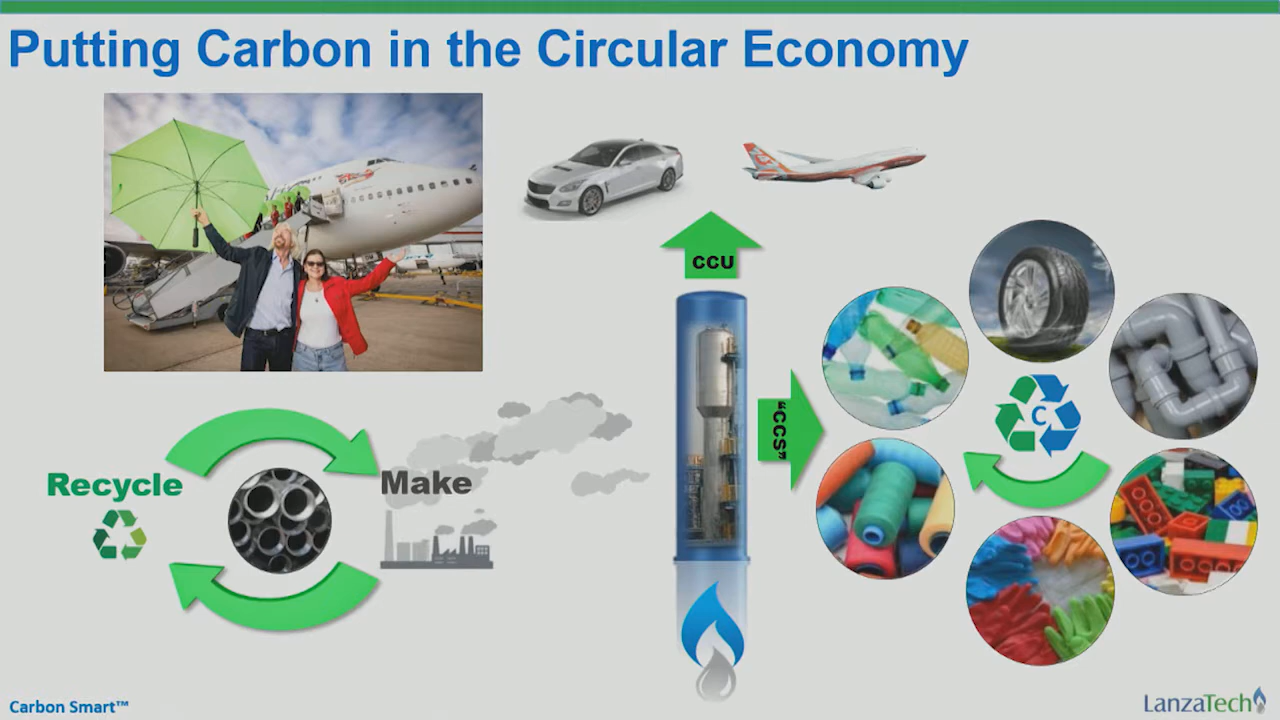 Putting Carbon in the Circular Economy
CCU
"CCS"
C
Recycle
Make
Carbon Smart™
LanzaTech